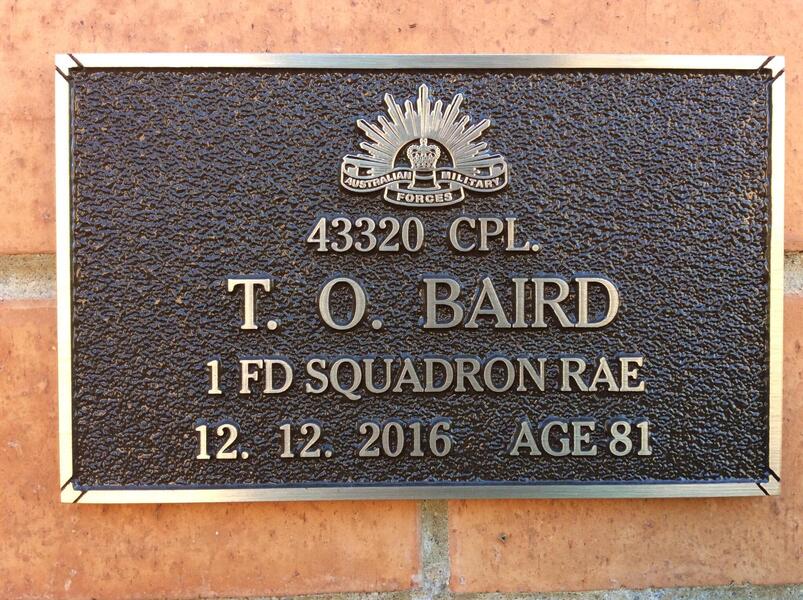 AUSTRALIAN MILITARY
FORCES
43320 CPL.
T. O. BAIRD
1 FD SQUADRON RAE
12. 12. 2016 AGE 81